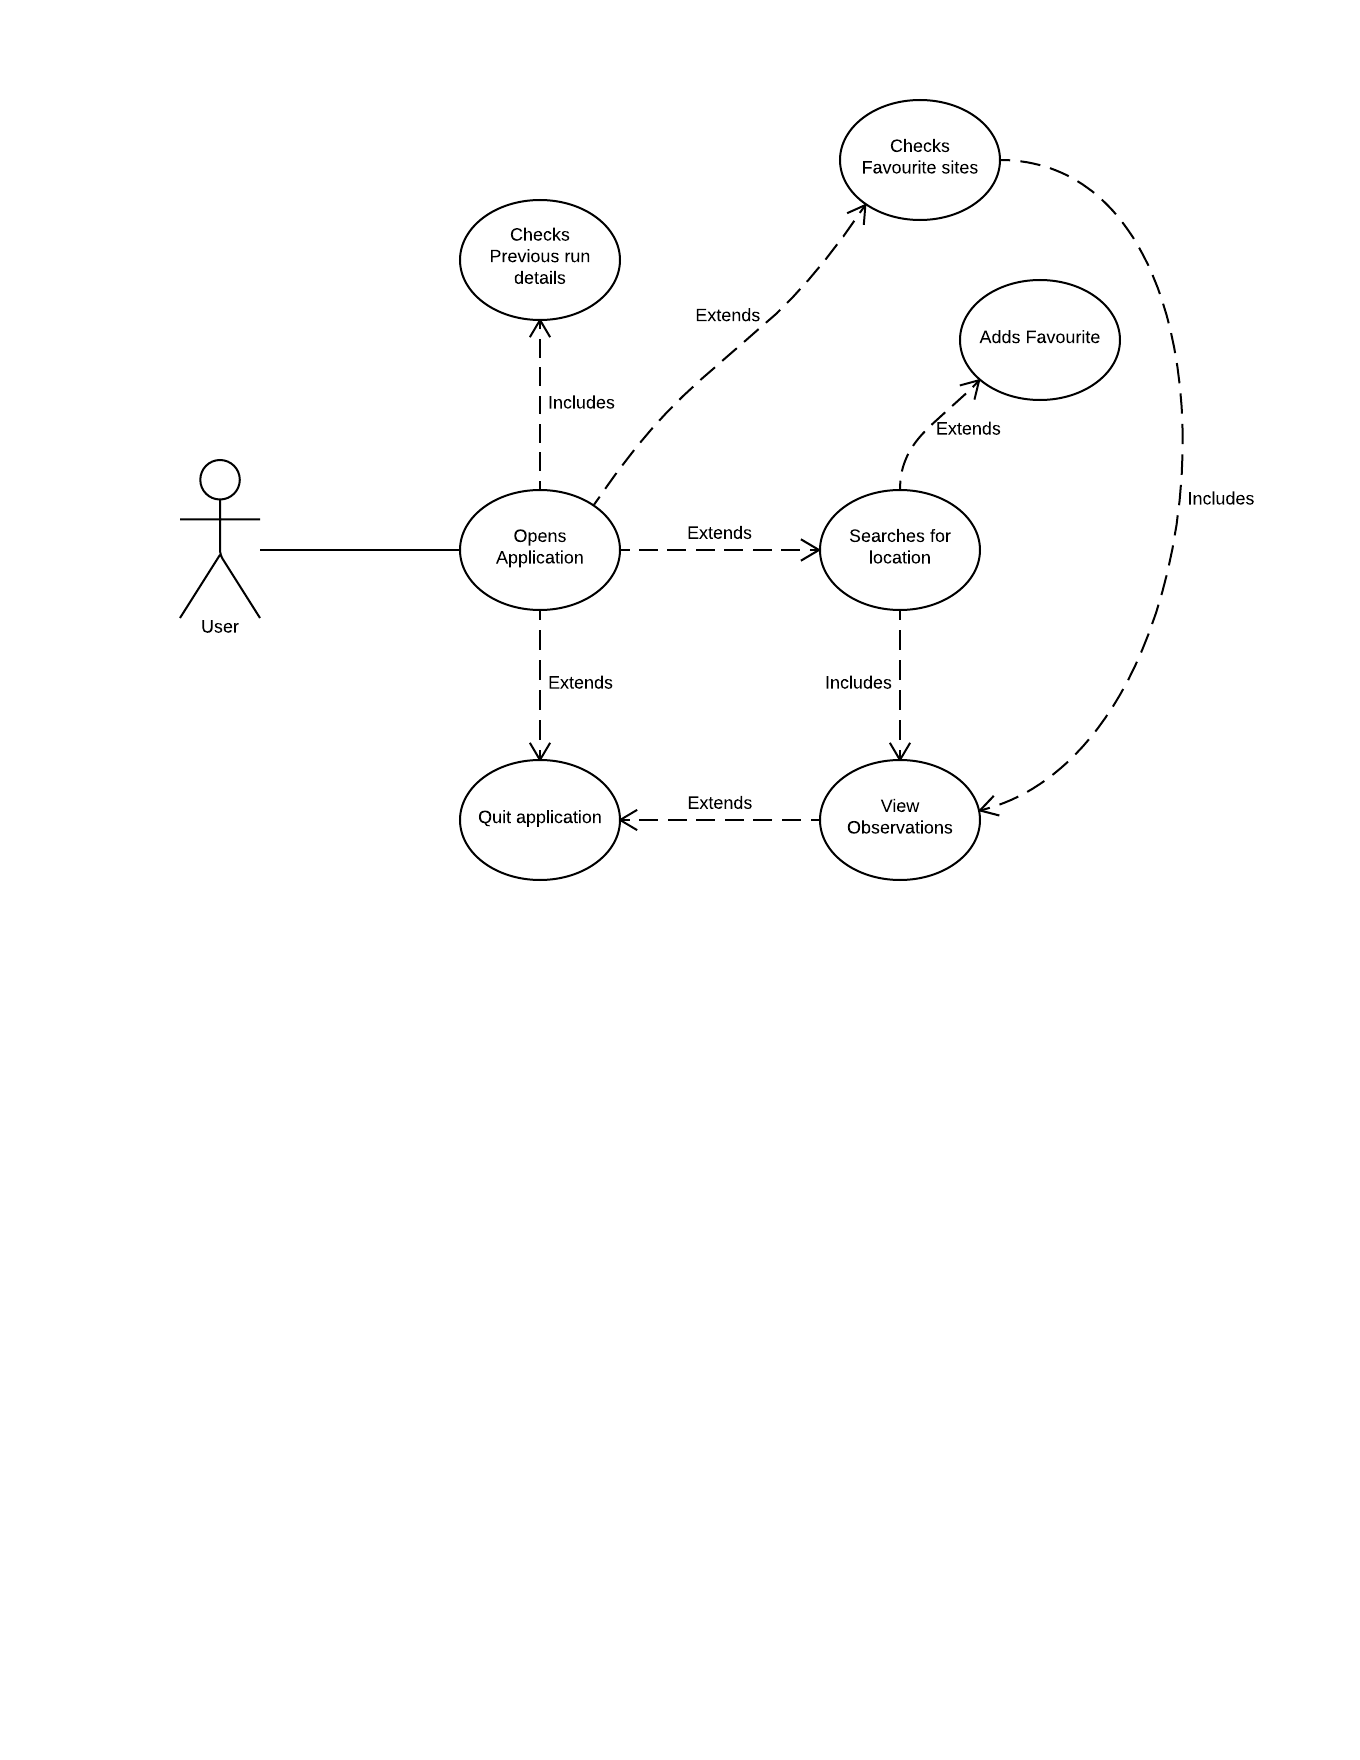 Checks
Favourite sites
Checks
Previous run
details
Extends
Adds Favourite
Includes
Extends
Includes
Opens
Application
Extends
Searches for
location
User
Extends
Includes
Quit application
Extends
View
Observations